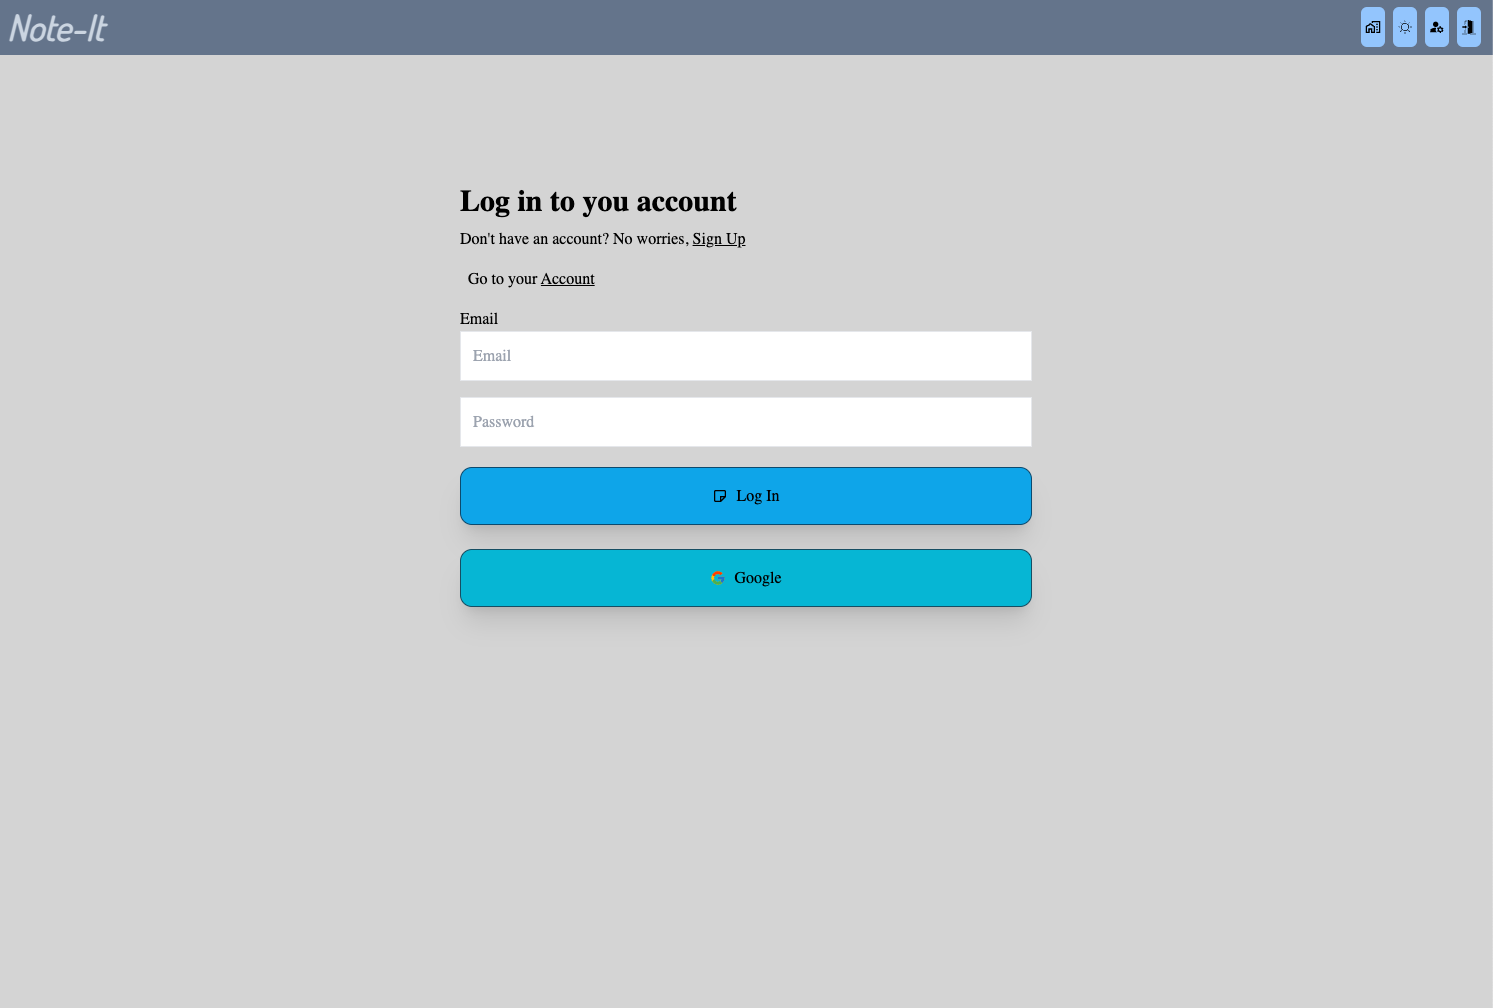 Note-It
Log in to you account
Don't have an account? No worries, Sign Up
Go to your Account
Email
Email
Password
Log In
Google